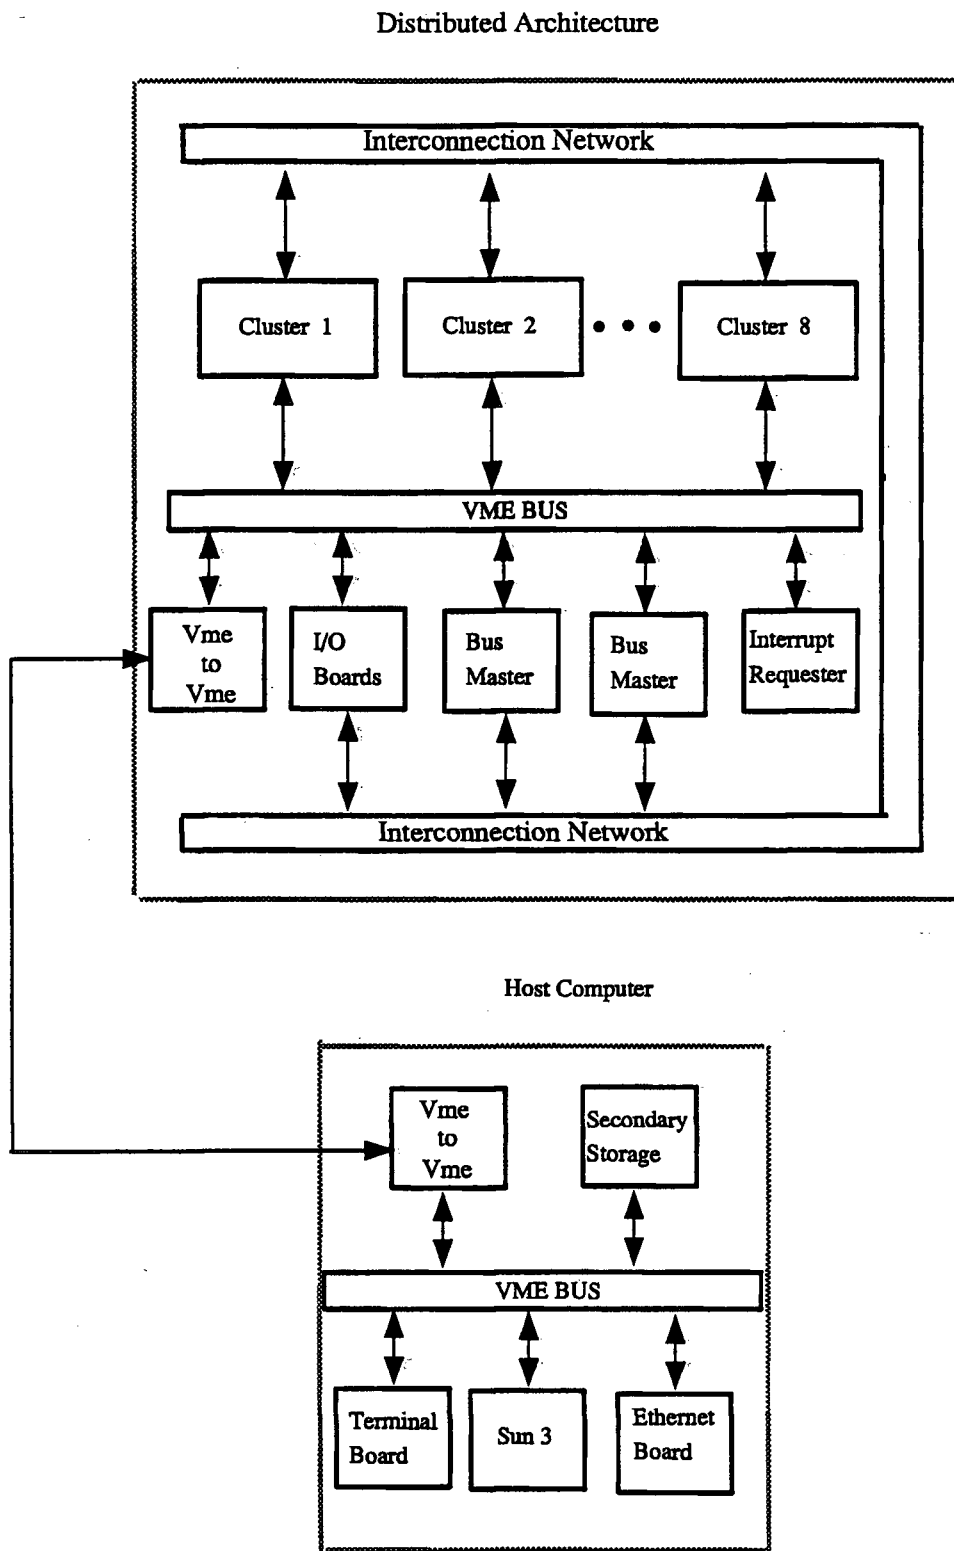 Distributed Architecture
Interconnection Network
Cluster 1
Cluster 2
Cluster 8
VME BUS
Vme
to
Vme
I/O
Boards
Bus
Master
Bus
Master
Interrupt
Requester
Interconnection Network
Host Computer
Vme
to
Vme
Secondary
Storage
VME BUS
Terminal
Board
Sun 3
Ethernet
Board